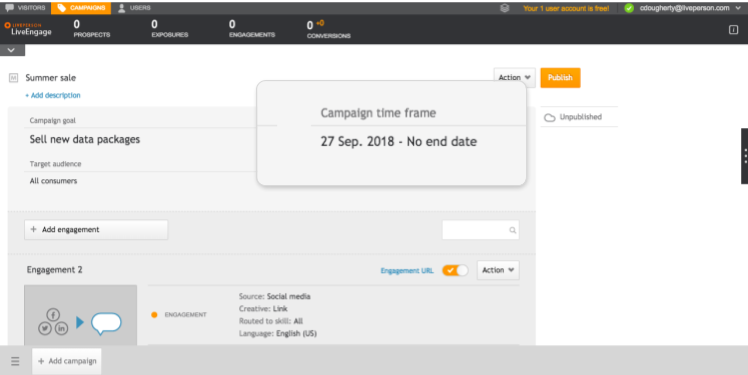 VISITORS CAMPAIGNS USERS Your 1 user account is free! cdougherty@liveperson.com
LIVEPERSON
LiveEngage
0 0 0 0 +0
PROSPECTS EXPOSURES ENGAGEMENTS CONVERSIONS
Summer sale Action Publish
+ Add description
Campaign time frame
27 Sep. 2018 - No end date
Campaign goal
Unpublished
Sell new data packages
Target audience
All consumers
+ Add engagement
Engagement 2 Engagement URL Action
Source: Social media
Creative: Link
ENGAGEMENT
Routed to skill: All
Language: English (US)
+ Add campaign